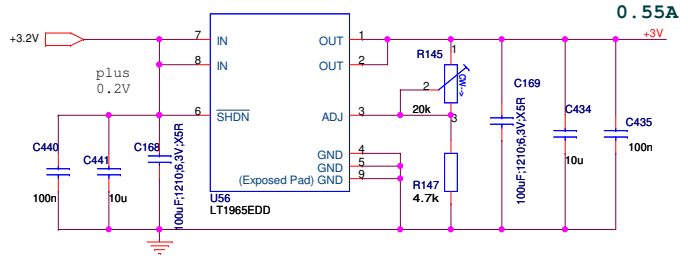 0.55A
+3.2V
7
IN
OUT
1
R145
1
+3V
8
IN
OUT
2
2
CW->
plus
0.2V
C169
6
SHDN
ADJ
3
20k
3
C434
C435
100n
C440
C441
C168
100n
10u
100uF;1210;6,3V;X5R
GND
4
GND
5
(Exposed Pad) GND
9
R147
4.7k
100uF;1210;6,3V;X5R
10u
U56
LT1965EDD